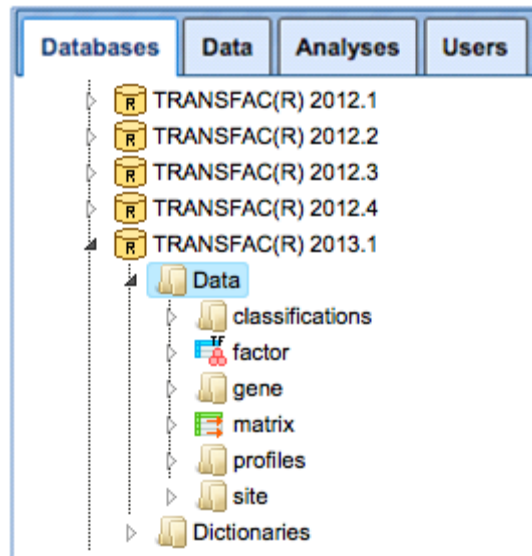 Databases Data Analyses Users
TRANSFAC(R) 2012.1
TRANSFAC(R) 2012.2
TRANSFAC(R) 2012.3
TRANSFAC(R) 2012.4
TRANSFAC(R) 2013.1
Data
classifications
factor
gene
matrix
profiles
site
Dictionaries